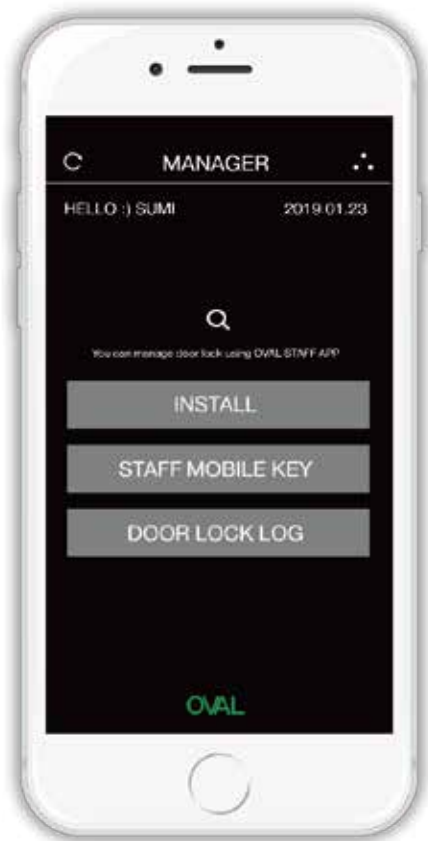 MANAGER
HELLO :) SUMI 2019.01.23
You can manage door lock using OVAL STAFF APP
INSTALL
STAFF MOBILE KEY
DOOR LOCK LOG
OVAL